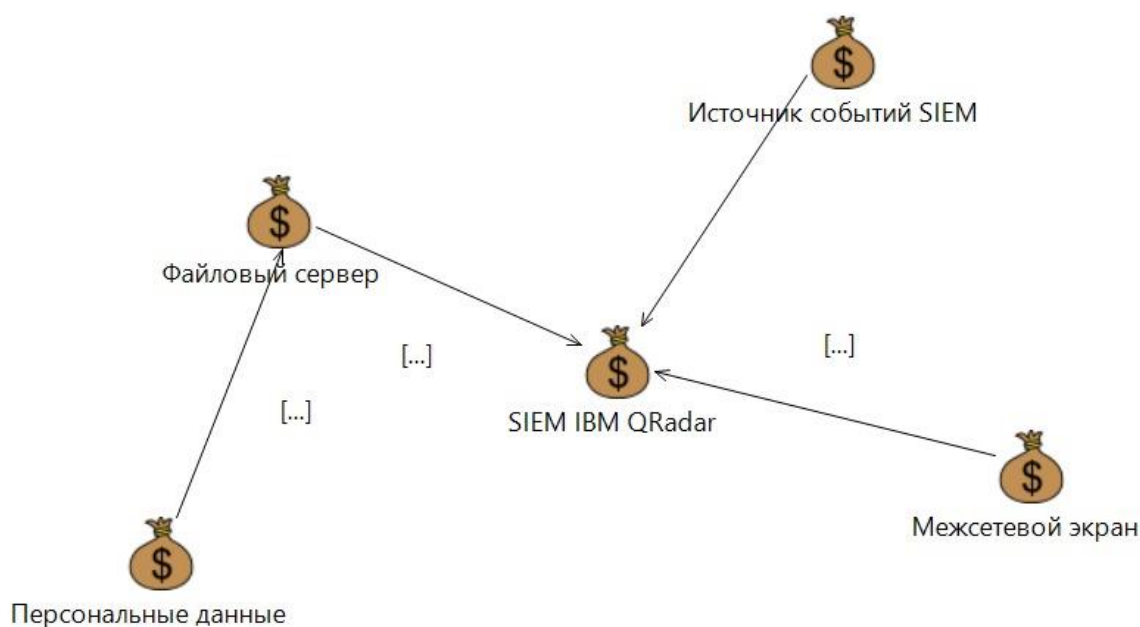 $
Источник событий SIEM
$
Файловый сервер
[...]
[...]
$
SIEM IBM QRadar
[...]
$
Межсетевой экран
$
Персональные данные